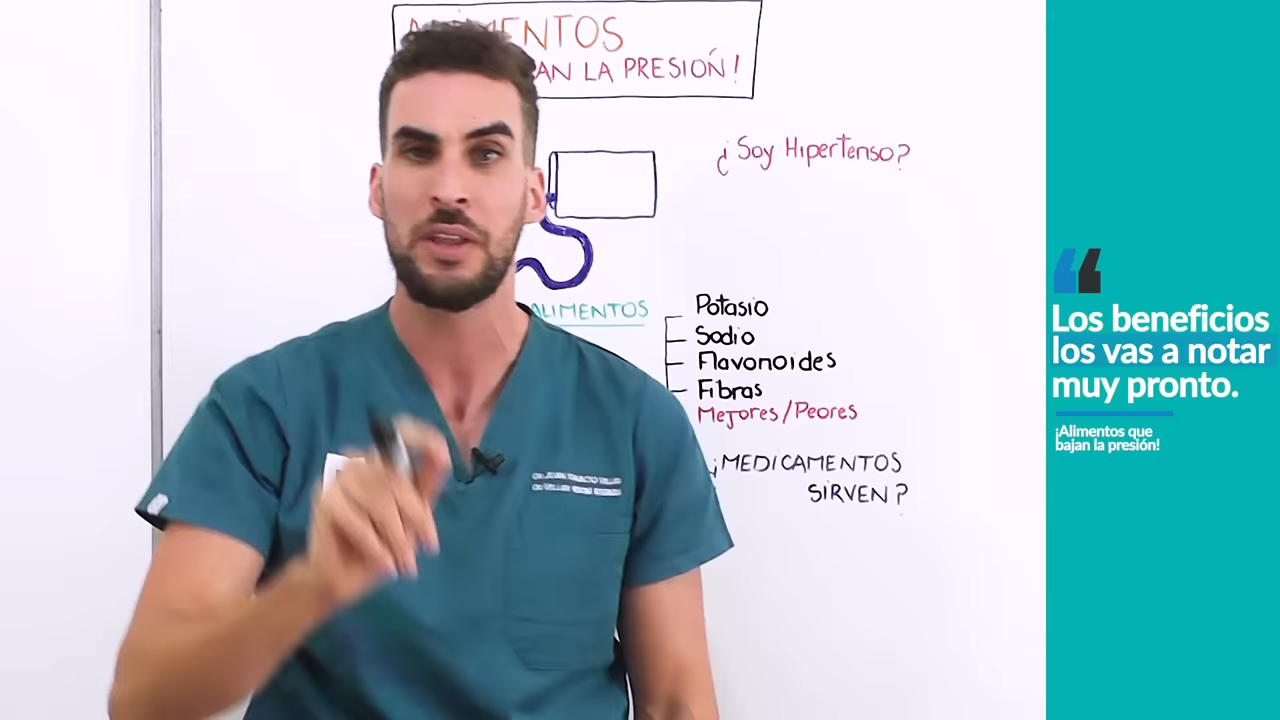 ALIMENTOS
AN LA PRESIÓN!
¿Soy Hipertenso?
ALIMENTOS
Potasio
Sodio
Flavonoides
Fibras
Mejores/Peores
¿MEDICAMENTOS
SIRVEN?
Los beneficios
los vas a notar
muy pronto.
¡Alimentos que
bajan la presión!